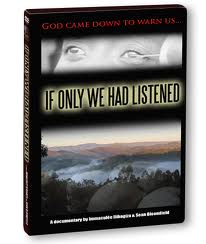 GOD CAME DOWN TO WARN US...
IF ONLY WE HAD LISTENED
A documentary by Immaculée Ilibagiza & Sean Bloomfield